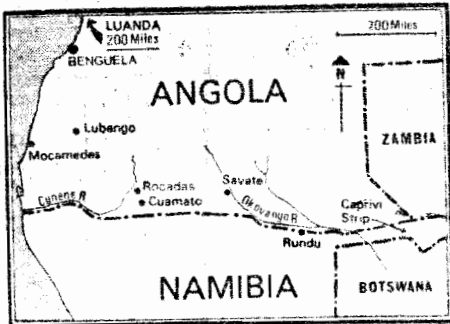 LUANDA
200 Miles
BENGUELA
200 Miles
N
ANGOLA
ZAMBIA
Lubango
Mocamedes
Rocadas
Savate
Cunene R
Cuamato
Okovanyo R
Caprivi
Strip
Rundu
NAMIBIA
BOTSWANA